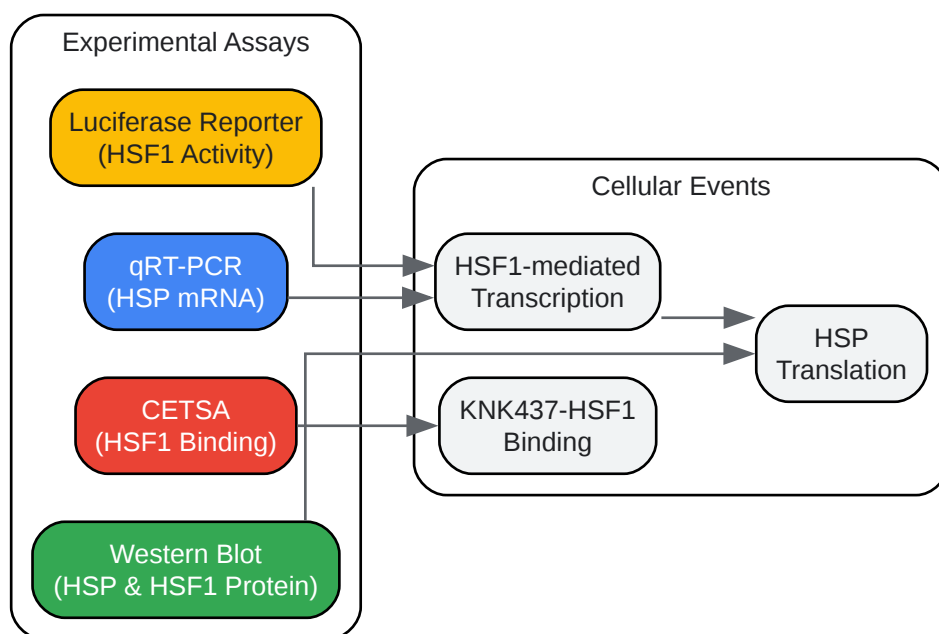 Experimental Assays
Luciferase Reporter
(HSF1 Activity)
qRT-PCR
(HSP mRNA)
CETSA
(HSF1 Binding)
Western Blot
(HSP & HSF1 Protein)
Cellular Events
HSF1-mediated
Transcription
KNK437-HSF1
Binding
HSP
Translation